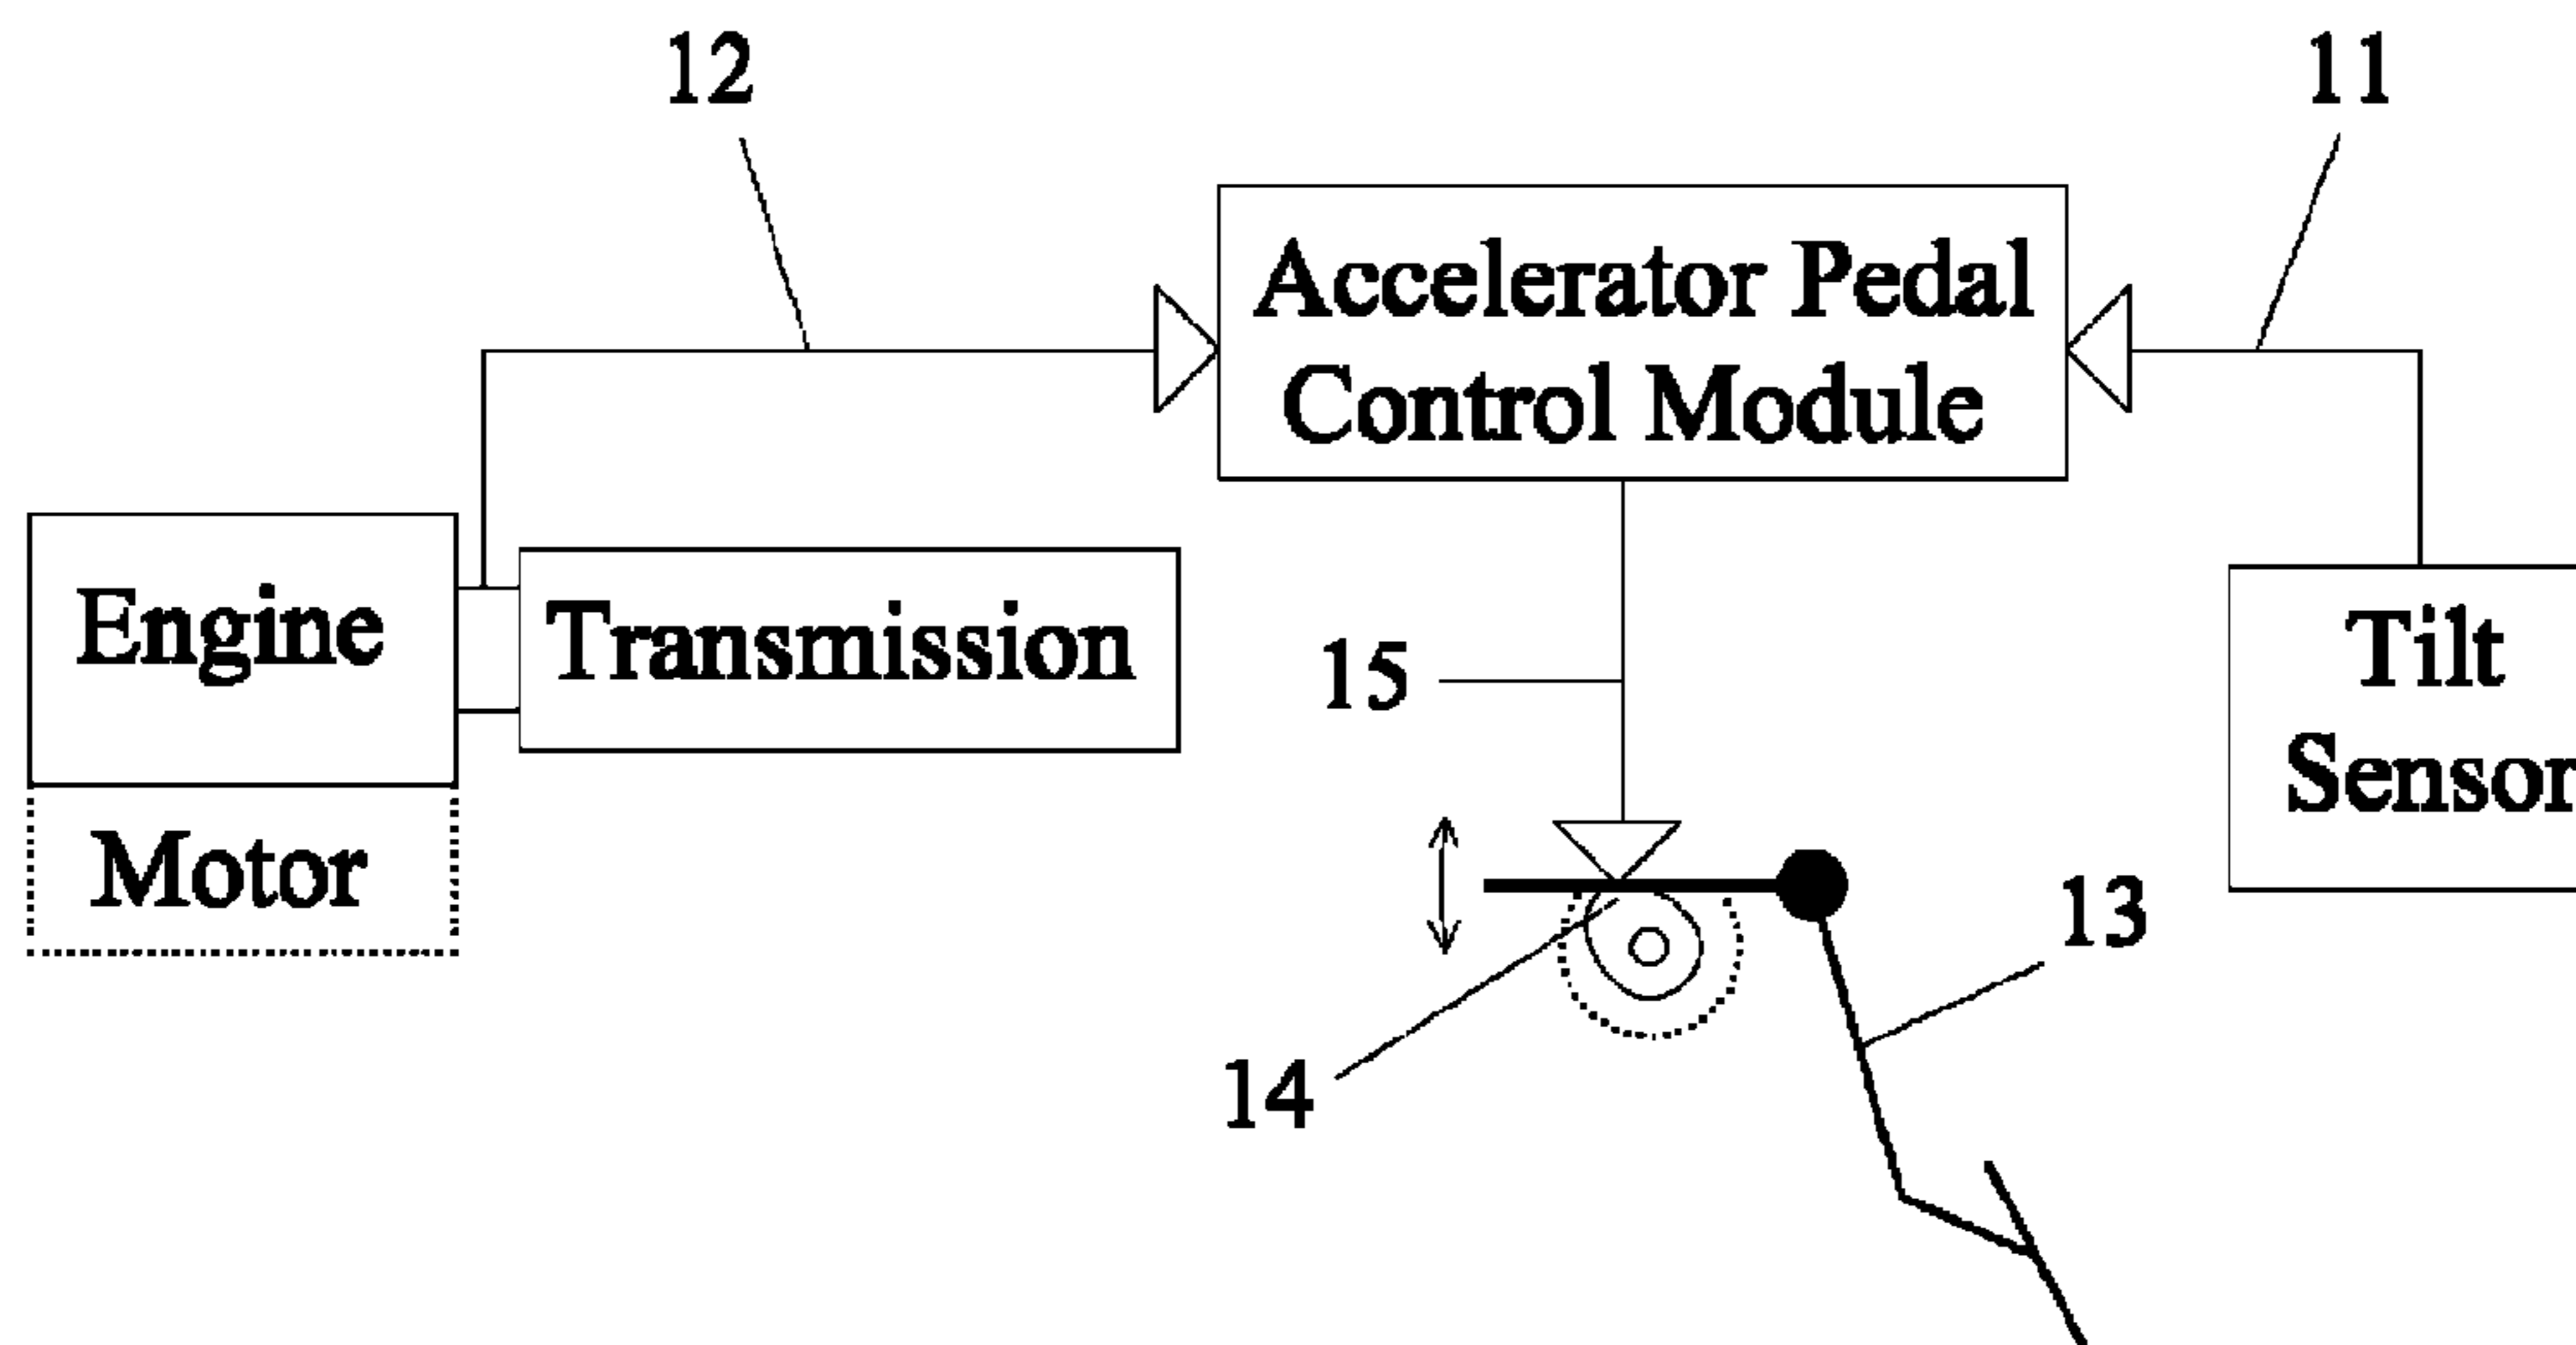 12
11
Accelerator Pedal
Control Module
Engine
Transmission
Tilt
Sensor
15
Motor
13
14